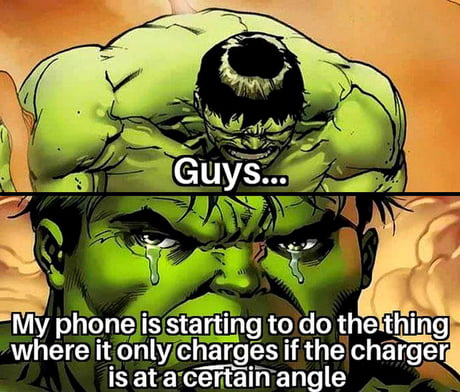 Guys...
My phone is starting to do the thing
where it only charges if the charger
is at a certain angle